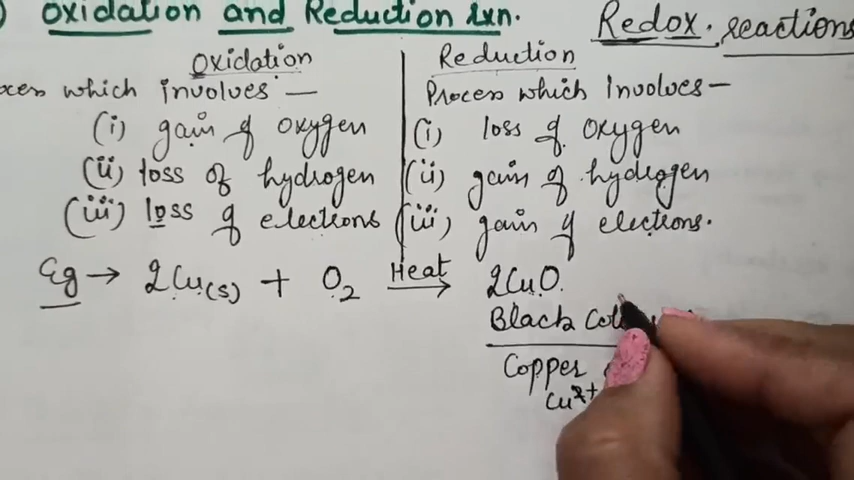 ) Oxidation and Reduction rxn.
Redox. reactions
Oxidation
Reduction
which involves —
Process which involves —
(i) gain of oxygen
(i) loss of oxygen
(ii) loss of hydrogen
(ii) gain of hydrogen
(iii) loss of electrons
(iii) gain of electrons.
Eg → 2Cu(s) + O2 Heat → 2CuO.
Black
Copper
Cu2+